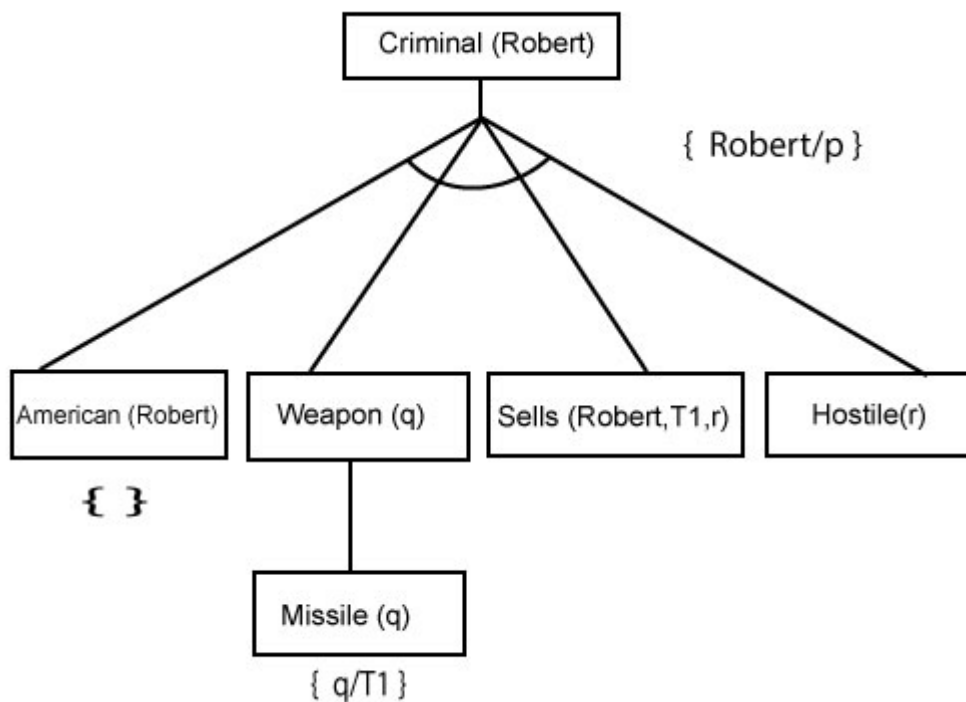 Criminal (Robert)
{ Robert/p }
American (Robert)
Weapon (q)
Sells (Robert,T1,r)
Hostile(r)
{ }
Missile (q)
{ q/T1 }